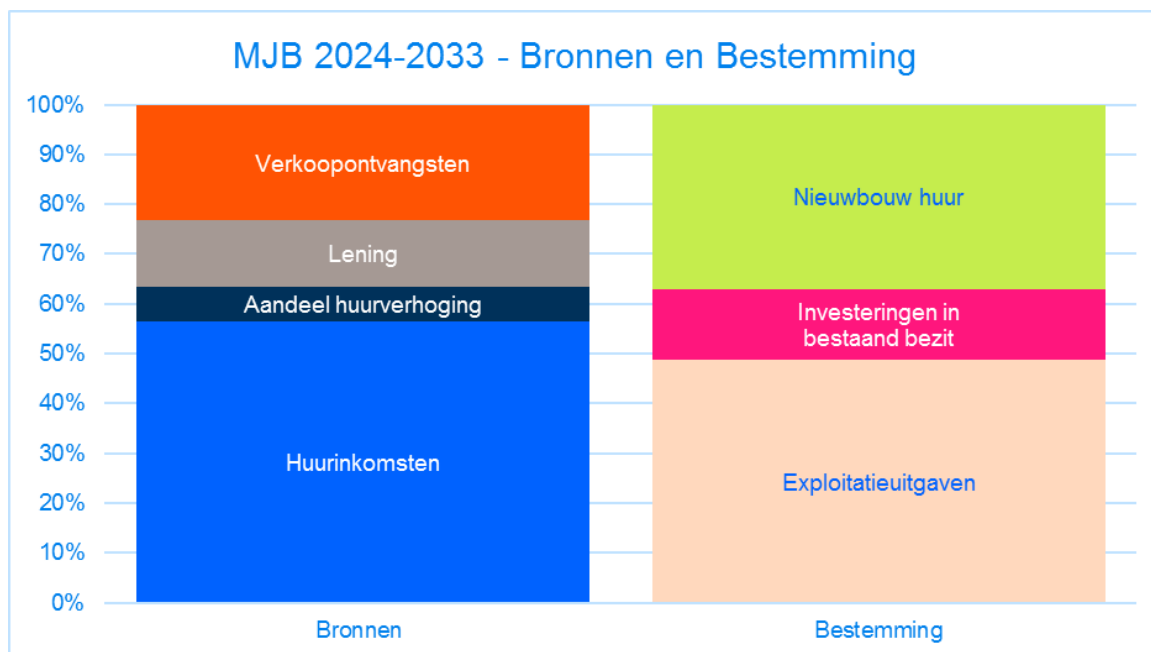 MJB 2024-2033 - Bronnen en Bestemming
100%
90%
80%
70%
60%
50%
40%
30%
20%
10%
0%
Verkoopontvangsten
Lening
Aandeel huurverhoging
Huurinkomsten
Nieuwbouw huur
Investeringen in
bestaand bezit
Exploitatieuitgaven
Bronnen
Bestemming